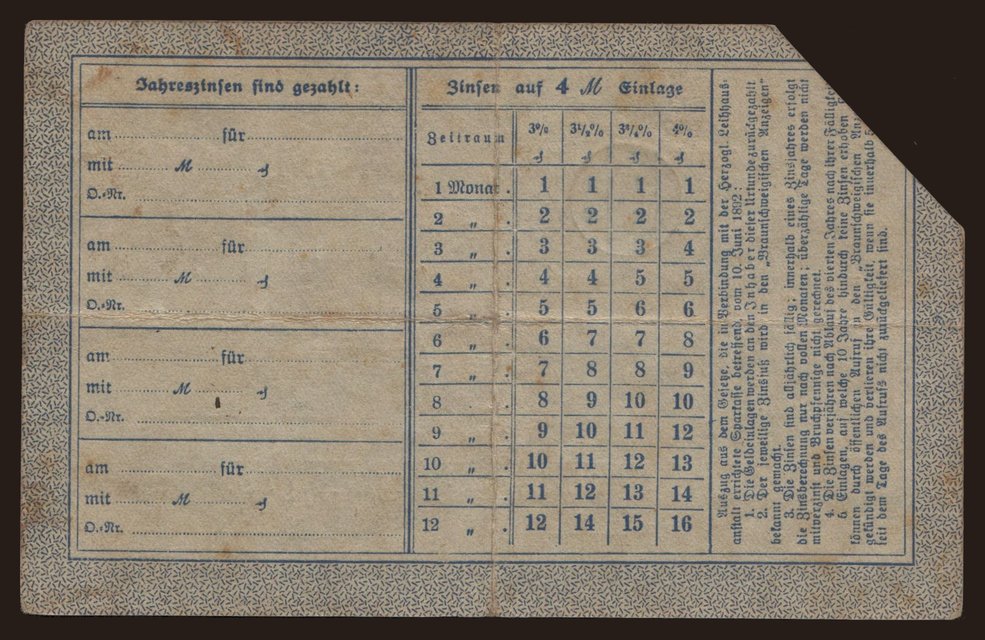 Jahreszinsen sind gezahlt:
am für
mit M ₰
O.-Nr.
am für
mit M ₰
O.-Nr.
am für
mit M ₰
O.-Nr.
am für
mit M ₰
O.-Nr.
Zinsen auf 4 M Einlage
Zeitraum 3% 3½% 3¾% 4%
₰ ₰ ₰ ₰
1 Monat . 1 1 1 1
2 „ . 2 2 2 2
3 „ . 3 3 3 4
4 „ . 4 4 5 5
5 „ . 5 5 6 6
6 „ . 6 7 7 8
7 „ . 7 8 8 9
8 „ . 8 9 10 10
9 „ . 9 10 11 12
10 „ . 10 11 12 13
11 „ . 11 12 13 14
12 „ . 12 14 15 16
Auszug aus dem Gesetze, die in Verbindung mit der Herzogl. Leihhaus-
anstalt errichtete Sparkasse betreffend, vom 10. Juni 1892:
1. Die Geldeinlagen werden an den Inhaber dieser Urkunde zurückgezahlt
2. Der jeweilige Zinsfuß wird in den „Braunschweigischen Anzeigen“
bekannt gemacht.
3. Die Zinsen sind alljährlich fällig; innerhalb eines Zinsjahres erfolgt
die Zinsberechnung nur nach vollen Monaten; überzählige Tage werden nicht
mitverzinst und Bruchpfennige nicht gerechnet.
4. Die Zinsen verjähren nach Ablauf des vierten Jahres nach ihrer Fälligkeit
5. Einlagen, auf welche 10 Jahre hindurch keine Zinsen erhoben
können durch öffentlichen Aufruf in den „Braunschweigischen
gekündigt werden und verlieren ihre Gültigkeit, wenn sie innerhalb 5
seit dem Tage des Aufrufs nicht zurückgeliefert sind.